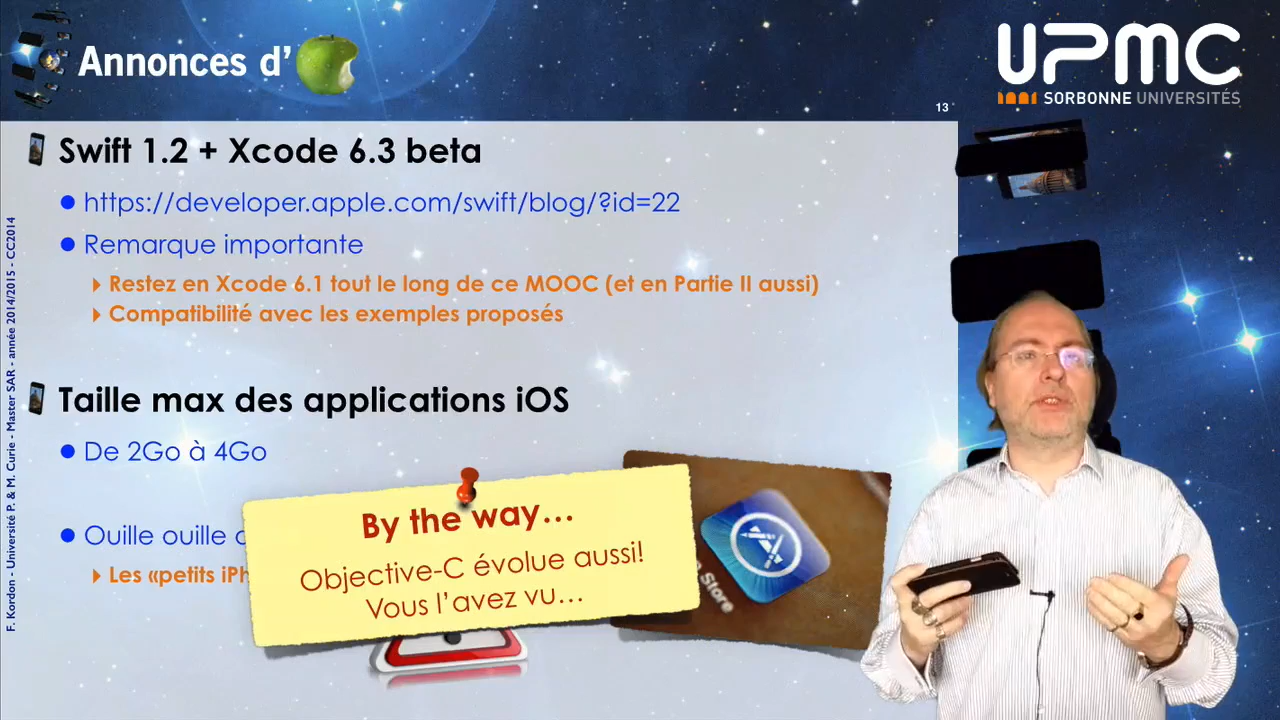 Annonces d'
UPMC
SORBONNE UNIVERSITÉS
13
Swift 1.2 + Xcode 6.3 beta
https://developer.apple.com/swift/blog/?id=22
Remarque importante
Restez en Xcode 6.1 tout le long de ce MOOC (et en Partie II aussi)
Compatibilité avec les exemples proposés
Taille max des applications iOS
De 2Go à 4Go
Ouille ouille
Les «petits
By the way…
Objective-C évolue aussi!
Vous l'avez vu…
Store
F. Kordon - Université P. & M. Curie - Master SAR - année 2014/2015 - CC2014